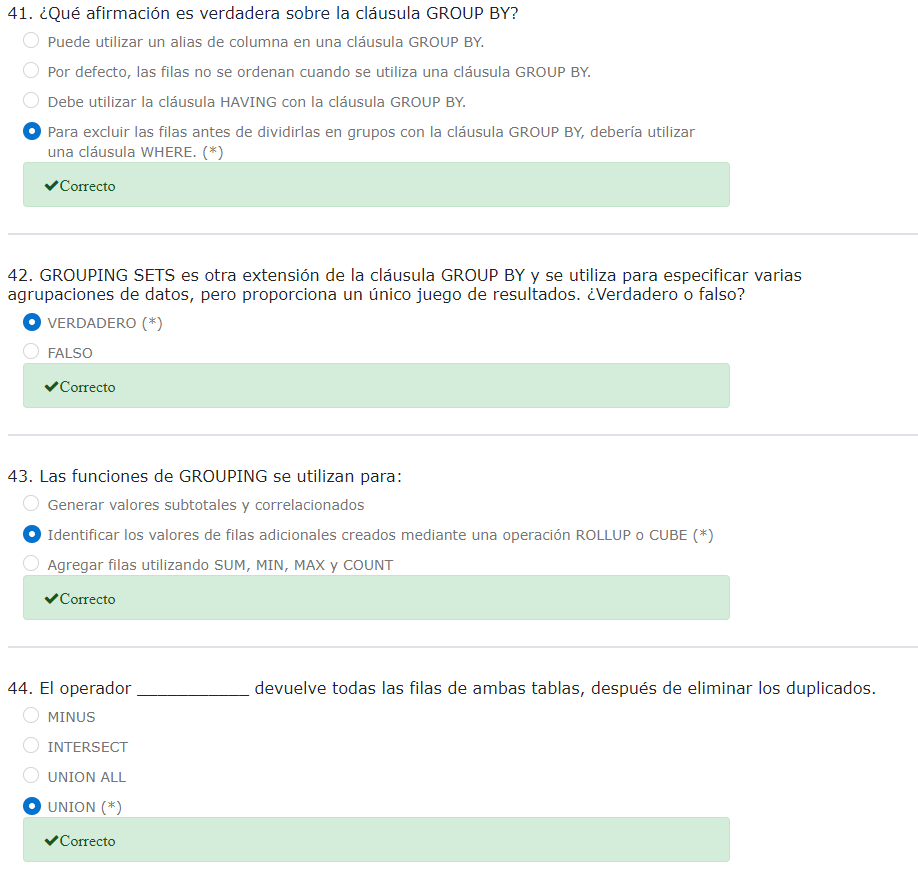 41. ¿Qué afirmación es verdadera sobre la cláusula GROUP BY?
Puede utilizar un alias de columna en una cláusula GROUP BY.
Por defecto, las filas no se ordenan cuando se utiliza una cláusula GROUP BY.
Debe utilizar la cláusula HAVING con la cláusula GROUP BY.
Para excluir las filas antes de dividirlas en grupos con la cláusula GROUP BY, debería utilizar
una cláusula WHERE. (*)
✔Correcto
42. GROUPING SETS es otra extensión de la cláusula GROUP BY y se utiliza para especificar varias
agrupaciones de datos, pero proporciona un único juego de resultados. ¿Verdadero o falso?
VERDADERO (*)
FALSO
✔Correcto
43. Las funciones de GROUPING se utilizan para:
Generar valores subtotales y correlacionados
Identificar los valores de filas adicionales creados mediante una operación ROLLUP o CUBE (*)
Agregar filas utilizando SUM, MIN, MAX y COUNT
✔Correcto
44. El operador ____________ devuelve todas las filas de ambas tablas, después de eliminar los duplicados.
MINUS
INTERSECT
UNION ALL
UNION (*)
✔Correcto